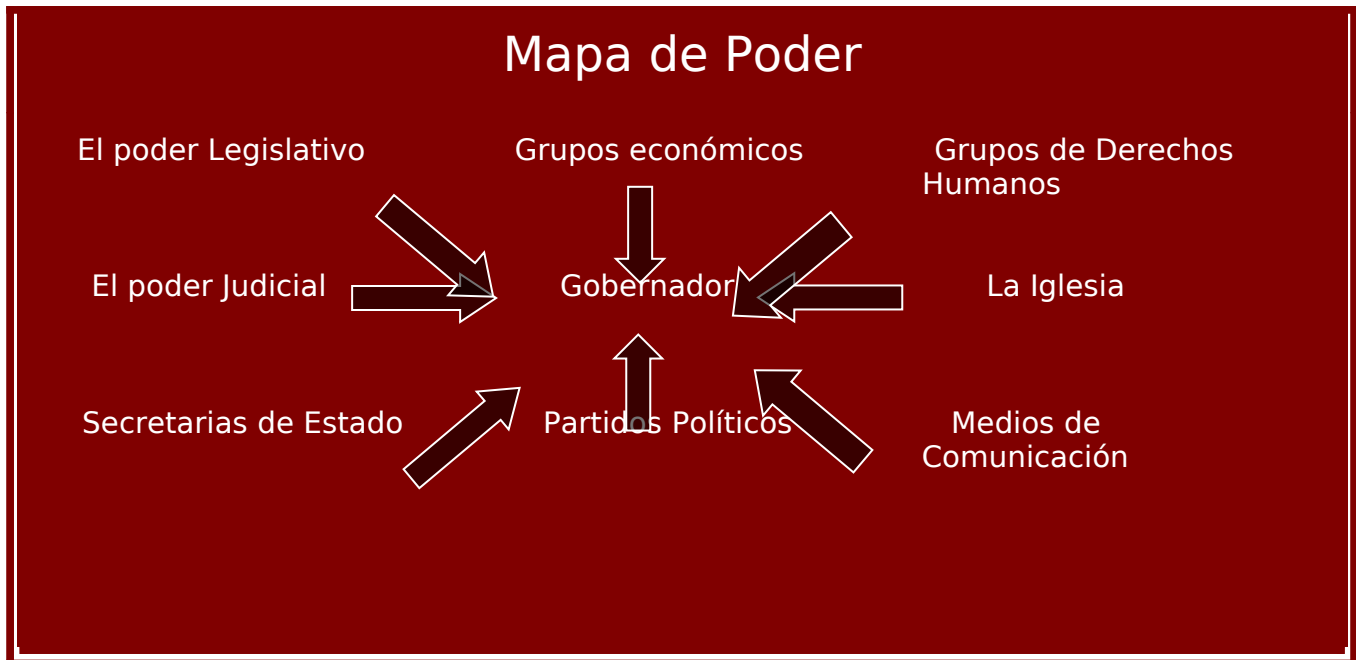 Mapa de Poder
El poder Legislativo Grupos económicos Grupos de Derechos
Humanos
El poder Judicial Gobernador La Iglesia
Secretarias de Estado Partidos Políticos Medios de
Comunicación